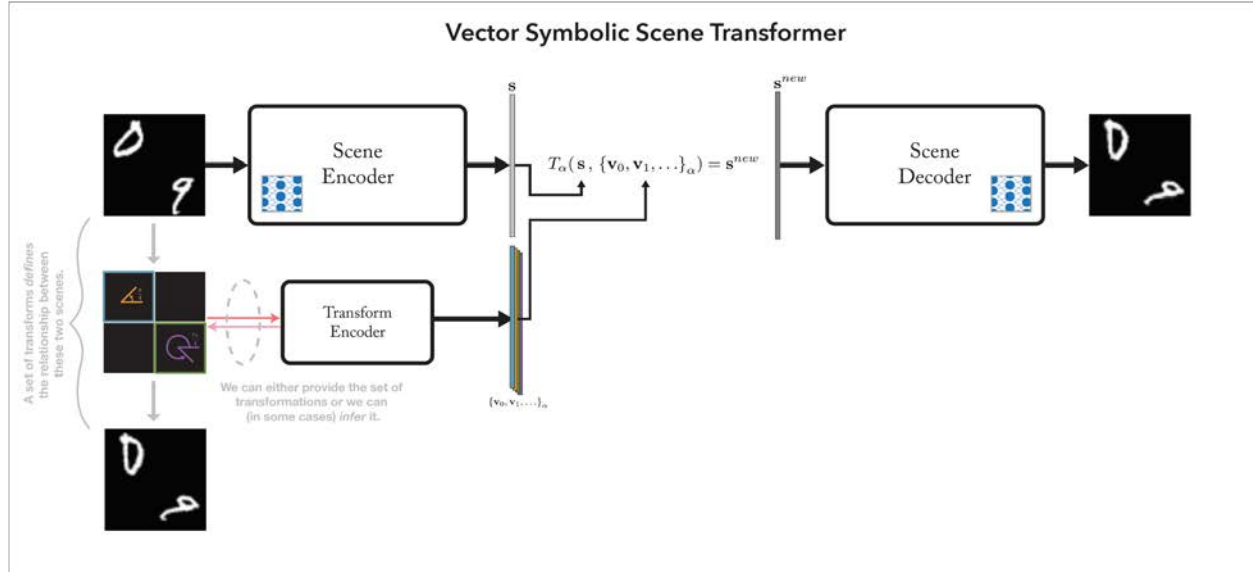 Vector Symbolic Scene Transformer
s
s^{new}
Scene
Encoder
T_α(s, {v_0, v_1, …}_α) = s^{new}
Scene
Decoder
A set of transforms defines
the relationship between
these two scenes.
Transform
Encoder
We can either provide the set of
transformations or we can
(in some cases) infer it.
{v_0, v_1, …}_α